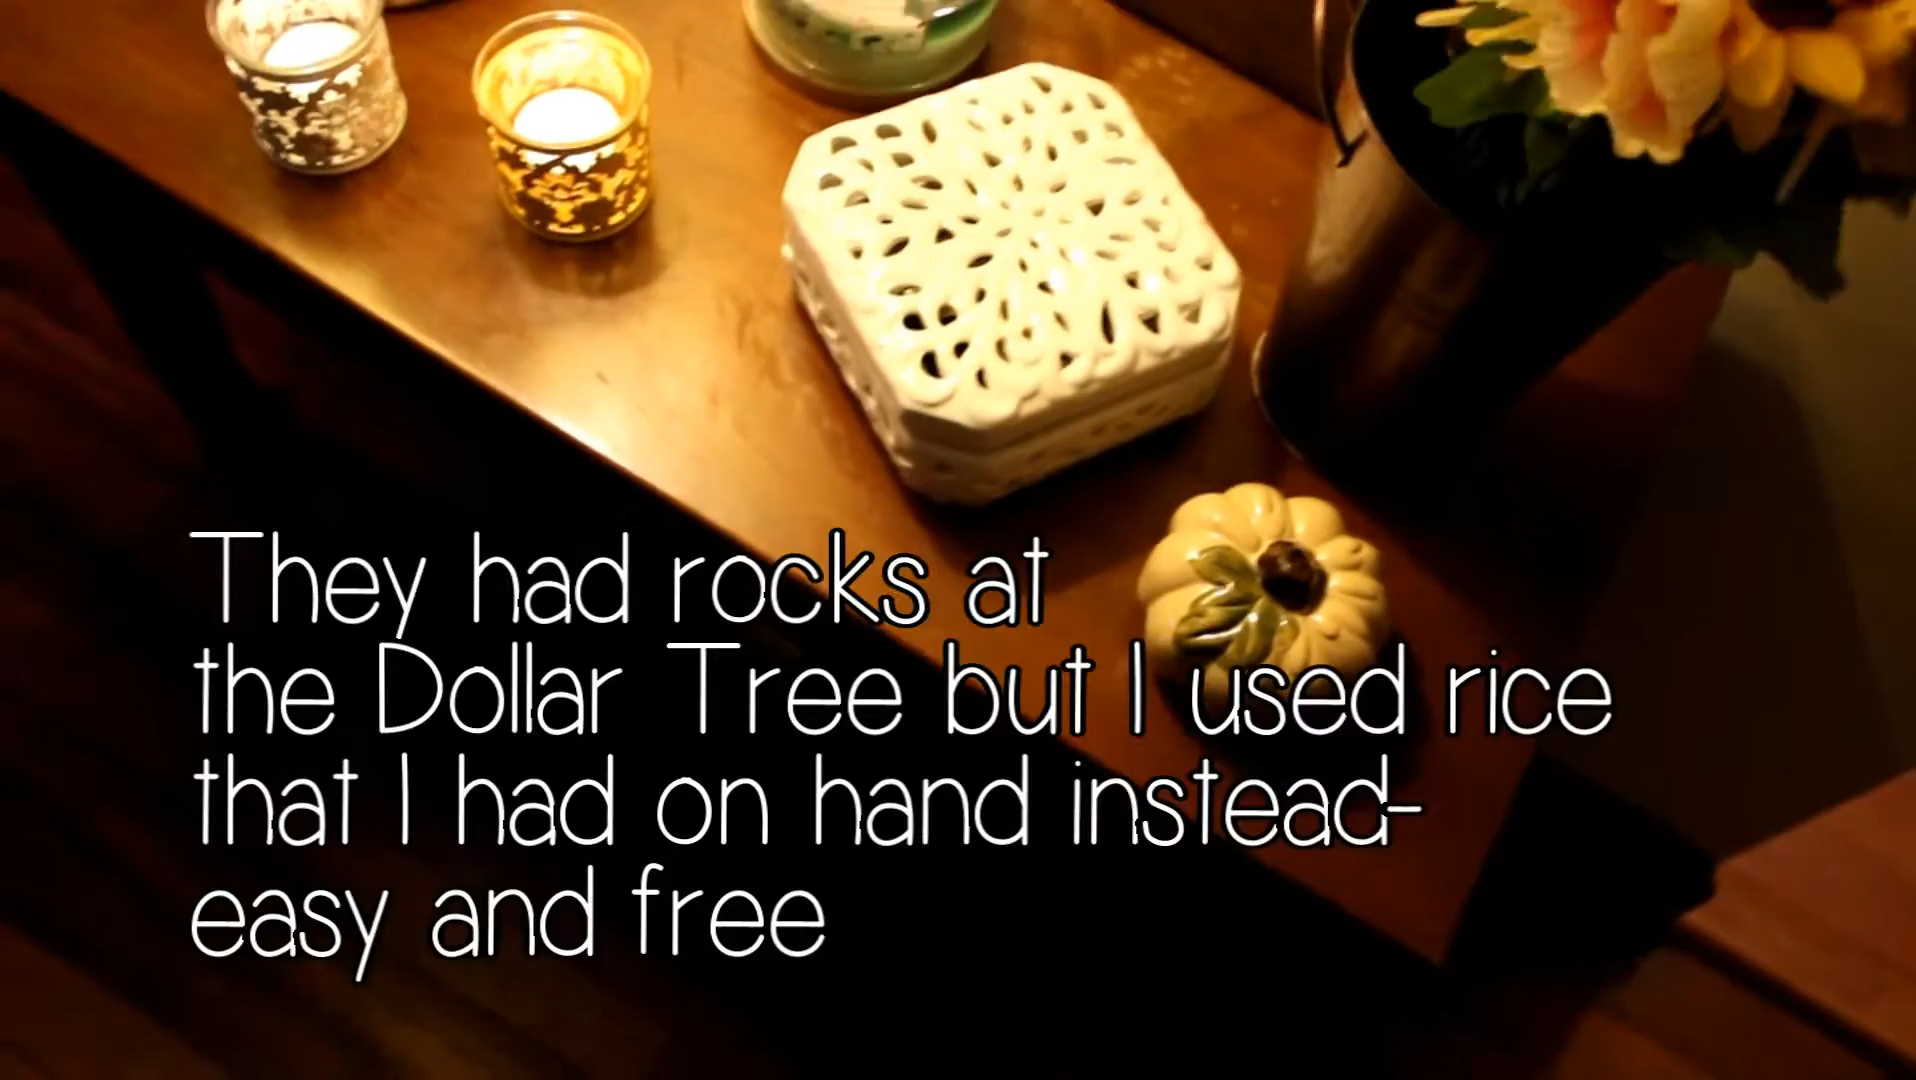 They had rocks at
the Dollar Tree but I used rice
that I had on hand instead-
easy and free